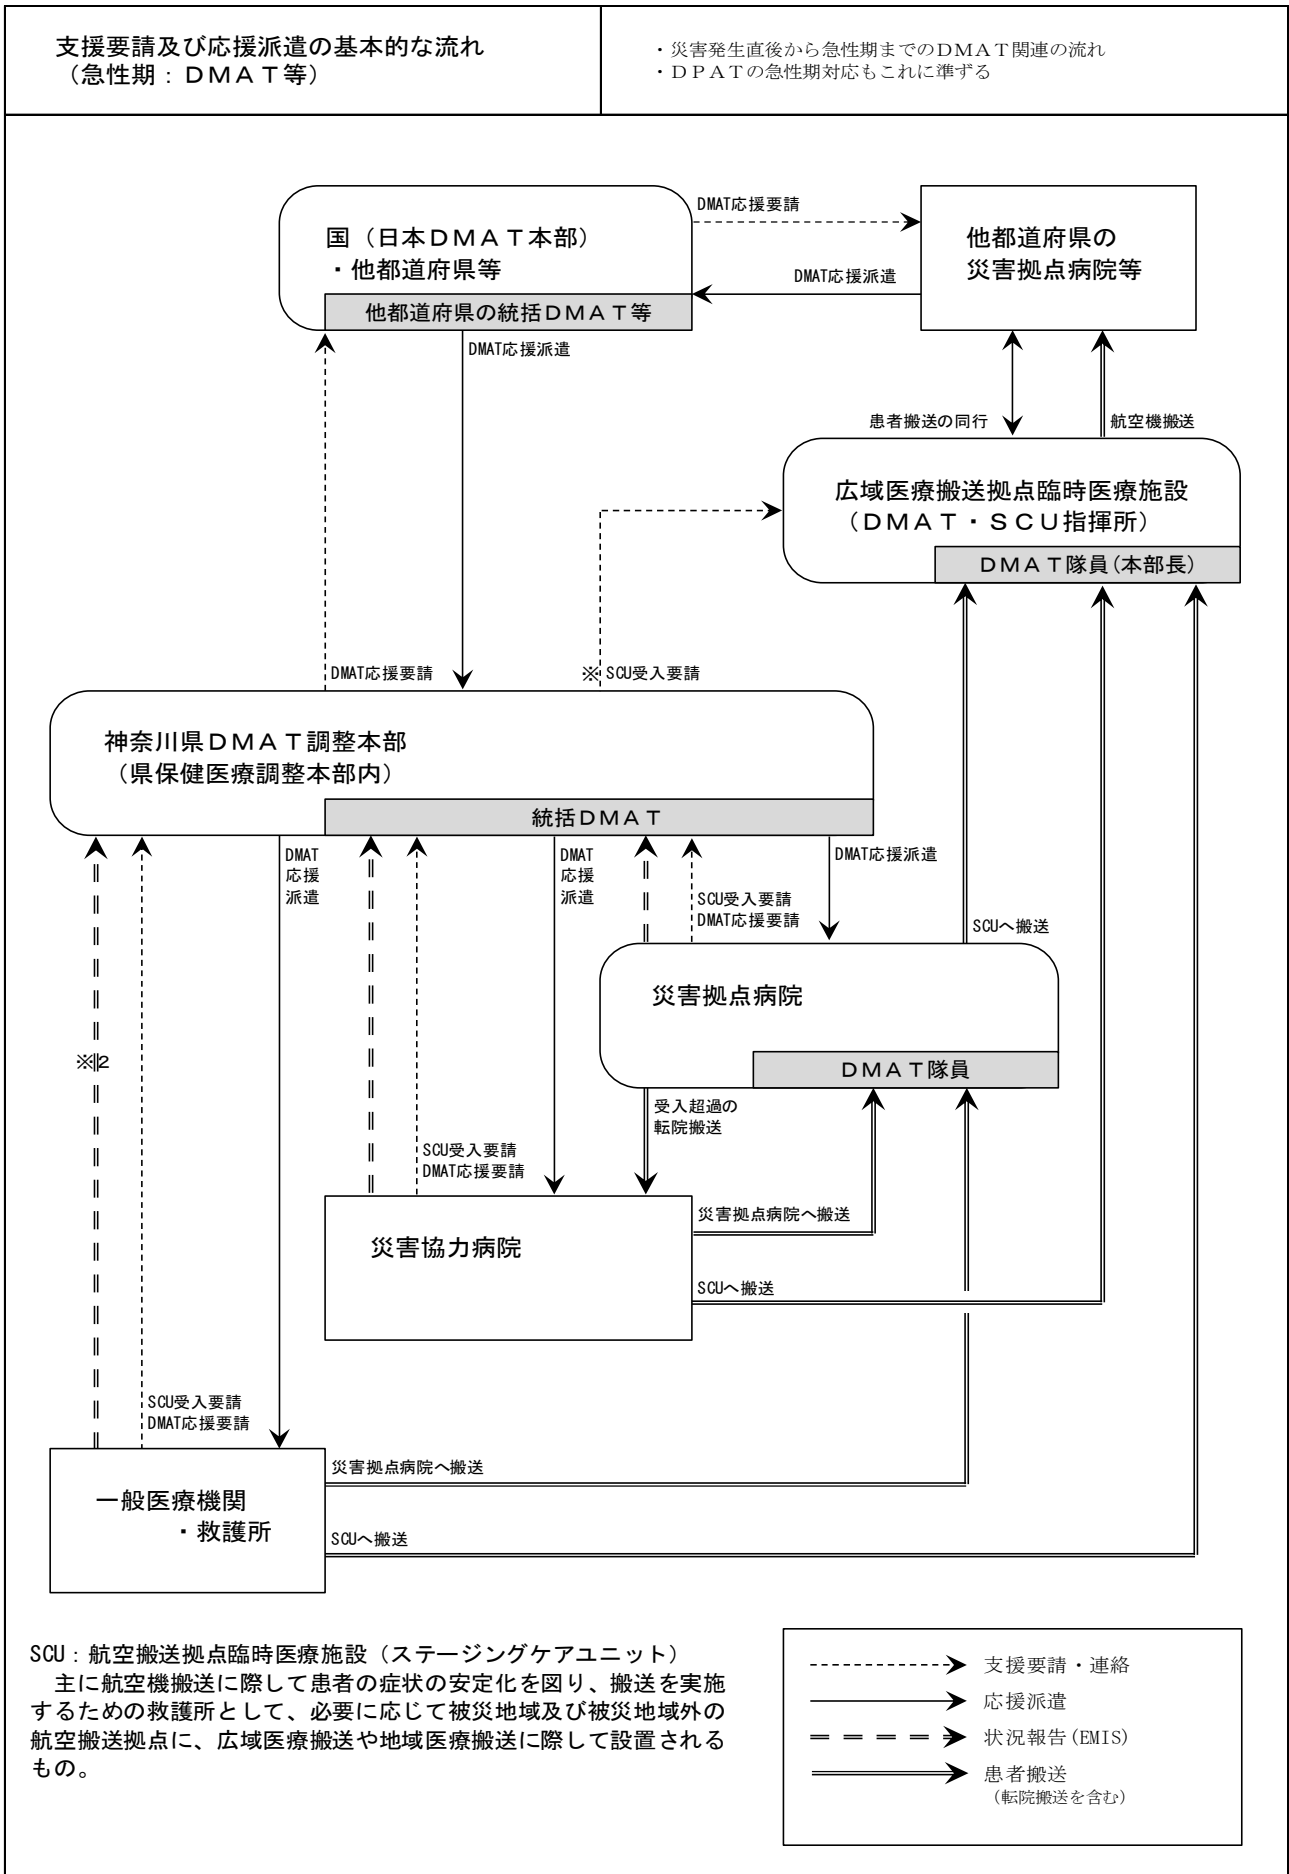 支援要請及び応援派遣の基本的な流れ
（急性期：ＤＭＡＴ等）
・災害発生直後から急性期までのＤＭＡＴ関連の流れ
・ＤＰＡＴの急性期対応もこれに準ずる
国（日本ＤＭＡＴ本部）
・他都道府県等
他都道府県の統括ＤＭＡＴ等
DMAT応援要請
DMAT応援派遣
他都道府県の
災害拠点病院等
DMAT応援派遣
患者搬送の同行
航空機搬送
広域医療搬送拠点臨時医療施設
（ＤＭＡＴ・ＳＣＵ指揮所）
ＤＭＡＴ隊員(本部長)
DMAT応援要請
※ SCU受入要請
神奈川県ＤＭＡＴ調整本部
（県保健医療調整本部内）
統括ＤＭＡＴ
DMAT
応援
派遣
DMAT
応援
派遣
DMAT応援派遣
SCU受入要請
DMAT応援要請
SCUへ搬送
災害拠点病院
ＤＭＡＴ隊員
※2
受入超過の
転院搬送
SCU受入要請
DMAT応援要請
災害協力病院
災害拠点病院へ搬送
SCUへ搬送
SCU受入要請
DMAT応援要請
一般医療機関
・救護所
災害拠点病院へ搬送
SCUへ搬送
SCU：航空搬送拠点臨時医療施設（ステージングケアユニット）
主に航空機搬送に際して患者の症状の安定化を図り、搬送を実施
するための救護所として、必要に応じて被災地域及び被災地域外の
航空搬送拠点に、広域医療搬送や地域医療搬送に際して設置される
もの。
支援要請・連絡
応援派遣
状況報告(EMIS)
患者搬送
（転院搬送を含む）